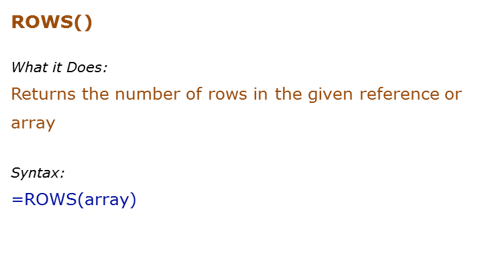 ROWS()
What it Does:
Returns the number of rows in the given reference or
array
Syntax:
=ROWS(array)